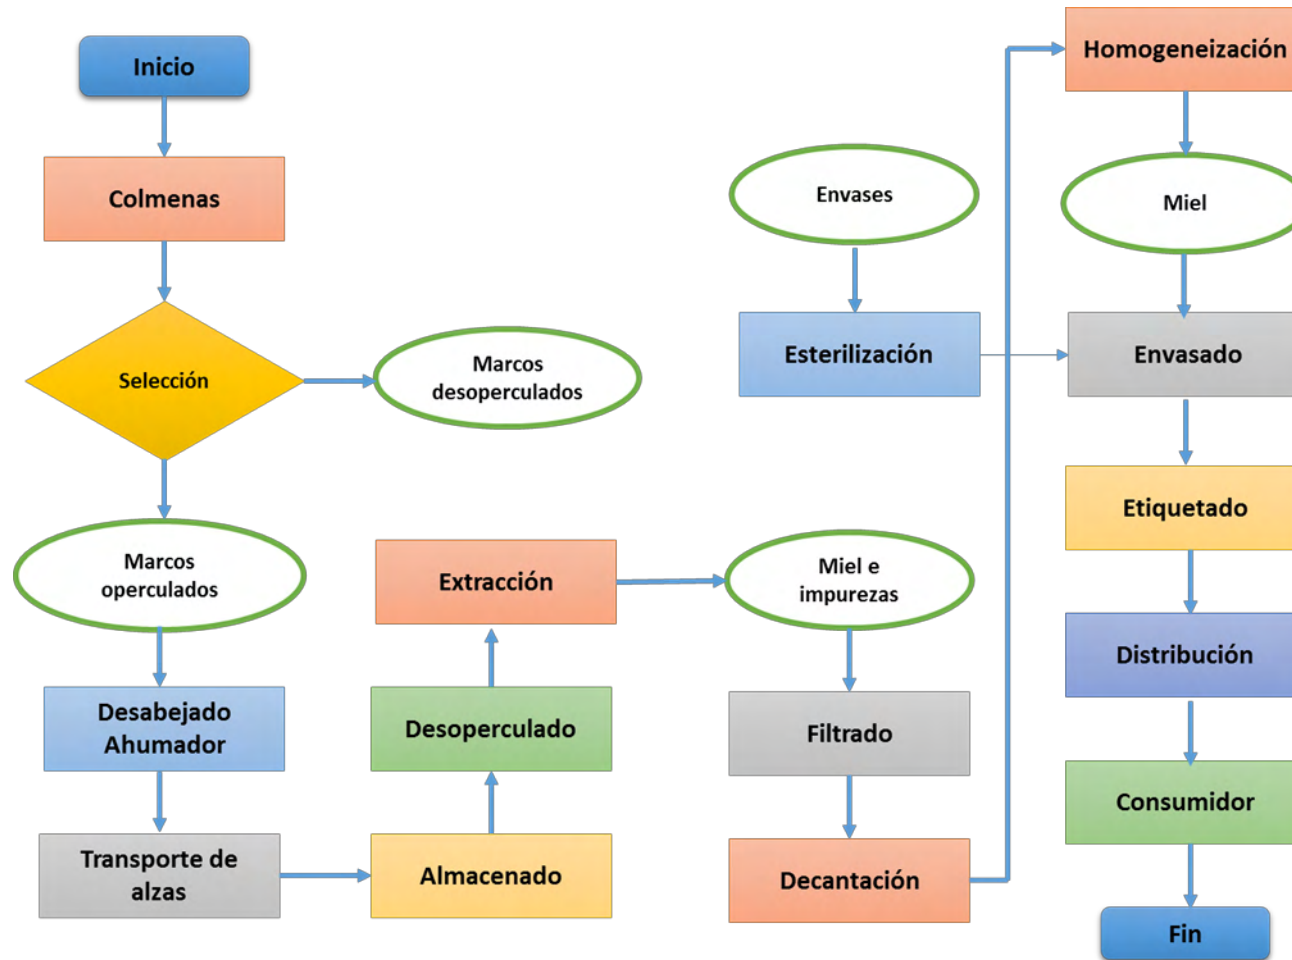 Inicio
Colmenas
Selección
Marcos
desoperculados
Marcos
operculados
Desabejado
Ahumador
Transporte de
alzas
Almacenado
Desoperculado
Extracción
Miel e
impurezas
Filtrado
Decantación
Homogeneización
Miel
Envases
Esterilización
Envasado
Etiquetado
Distribución
Consumidor
Fin